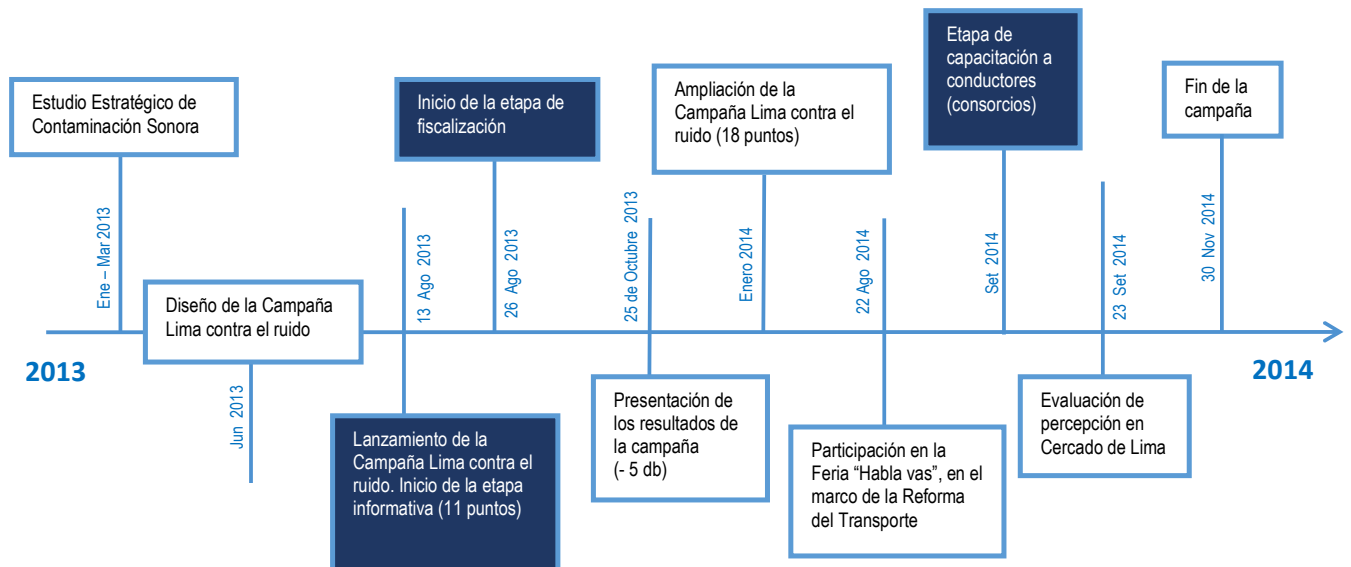 Estudio Estratégico de
Contaminación Sonora
Ene – Mar 2013
Diseño de la Campaña
Lima contra el ruido
Jun 2013
Lanzamiento de la
Campaña Lima contra el
ruido. Inicio de la etapa
informativa (11 puntos)
13 Ago 2013
Inicio de la etapa de
fiscalización
26 Ago 2013
25 de Octubre 2013
Presentación de
los resultados de
la campaña
(- 5 db)
Ampliación de la
Campaña Lima contra el
ruido (18 puntos)
Enero 2014
22 Ago 2014
Participación en la
Feria “Habla vas”, en el
marco de la Reforma
del Transporte
Etapa de
capacitación a
conductores
(consorcios)
Set 2014
23 Set 2014
Evaluación de
percepción en
Cercado de Lima
Fin de la
campaña
30 Nov 2014
2013
2014